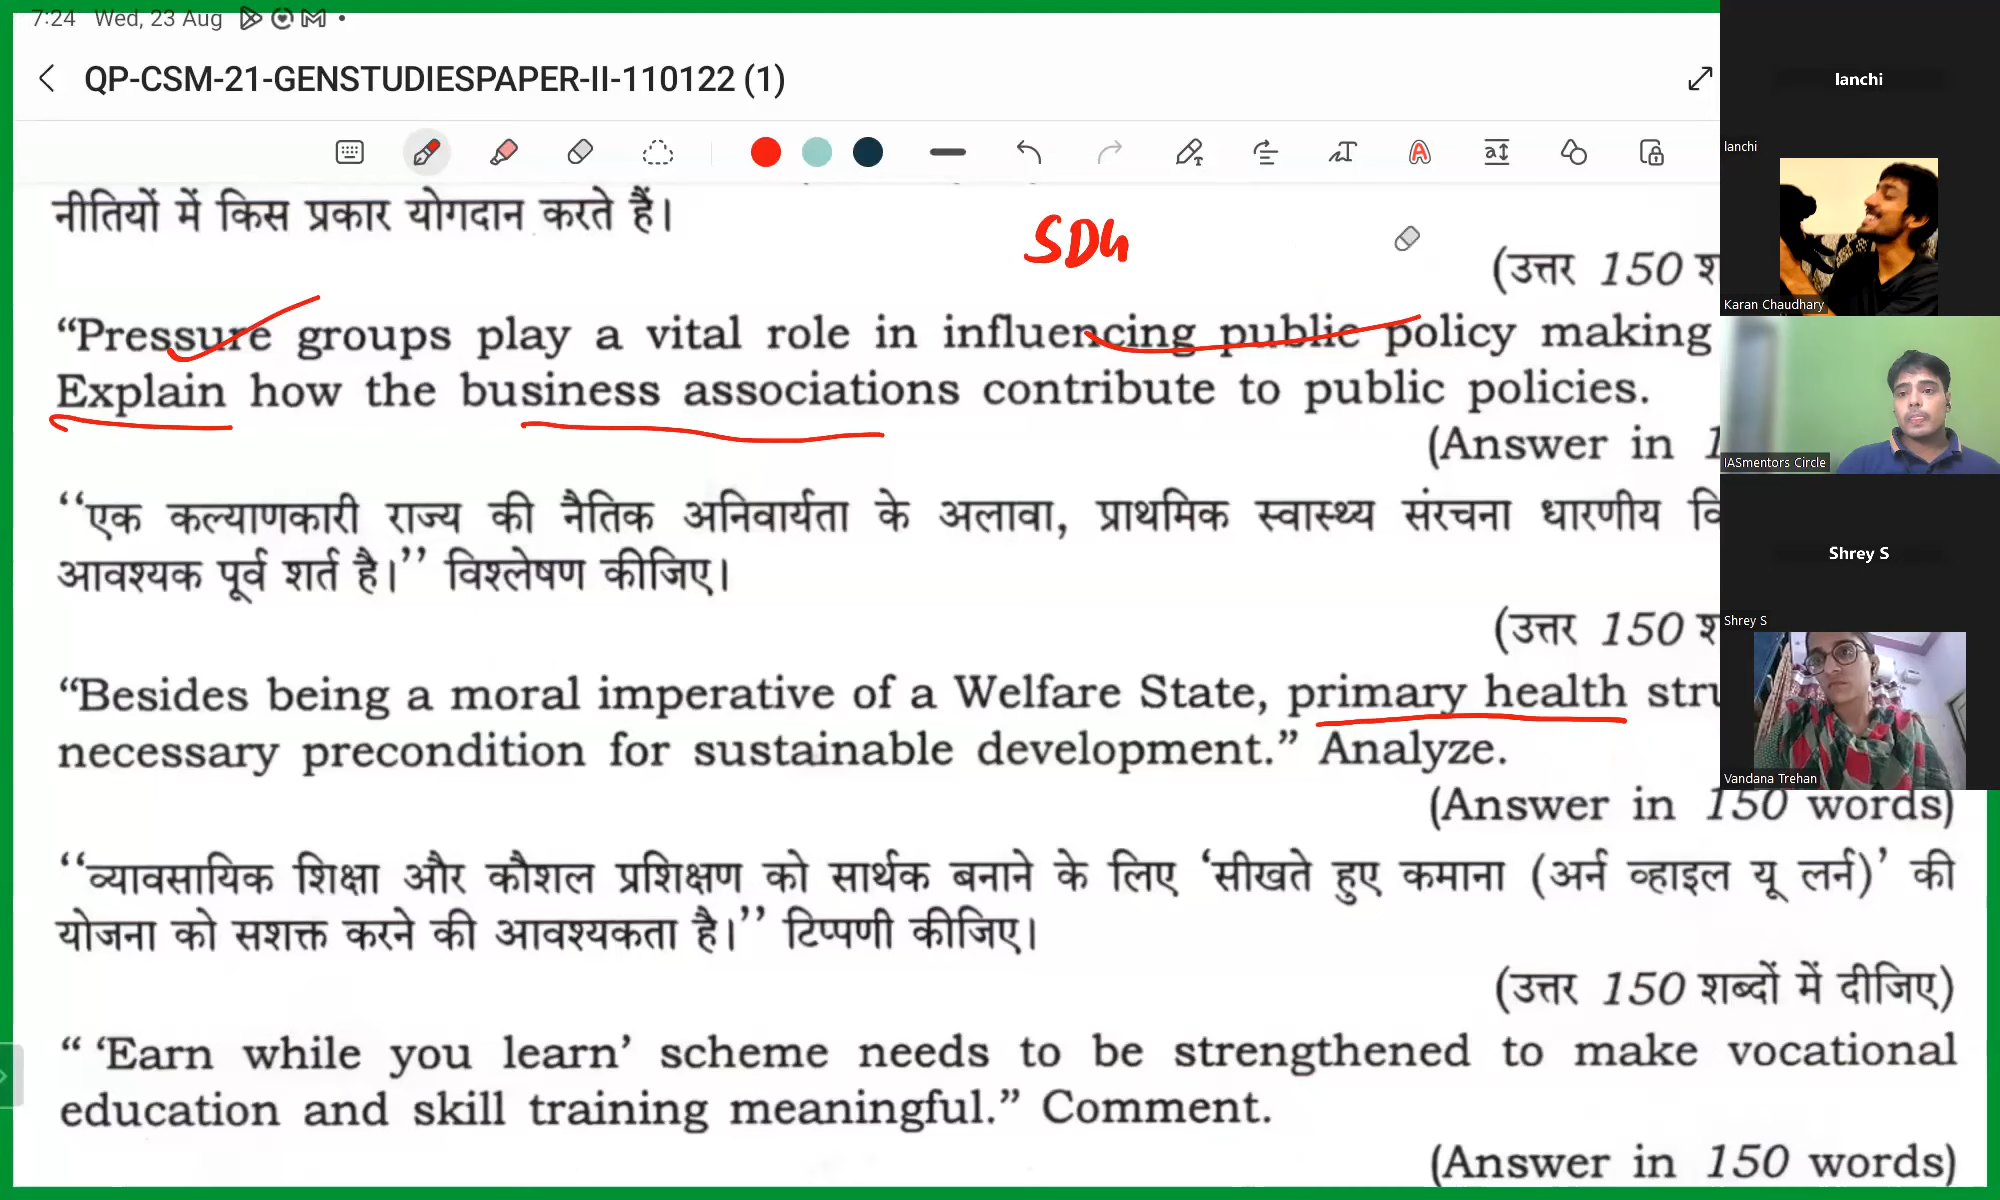 7:24 Wed, 23 Aug
QP-CSM-21-GENSTUDIESPAPER-II-110122 (1)
नीतियों में किस प्रकार योगदान करते हैं।
SDG
(उत्तर 150
“Pressure groups play a vital role in influencing public policy making
Explain how the business associations contribute to public policies.
(Answer in
‘‘एक कल्याणकारी राज्य की नैतिक अनिवार्यता के अलावा, प्राथमिक स्वास्थ्य संरचना धारणीय
आवश्यक पूर्व शर्त है।’’ विश्लेषण कीजिए।
(उत्तर 150
“Besides being a moral imperative of a Welfare State, primary health
necessary precondition for sustainable development.” Analyze.
(Answer in 150 words)
‘‘व्यावसायिक शिक्षा और कौशल प्रशिक्षण को सार्थक बनाने के लिए ‘सीखते हुए कमाना (अर्न व्हाइल यू लर्न)’ की
योजना को सशक्त करने की आवश्यकता है।’’ टिप्पणी कीजिए।
(उत्तर 150 शब्दों में दीजिए)
“ ‘Earn while you learn’ scheme needs to be strengthened to make vocational
education and skill training meaningful.” Comment.
(Answer in 150 words)
lanchi
lanchi
Karan Chaudhary
IASmentors Circle
Shrey S
Shrey S
Vandana Trehan